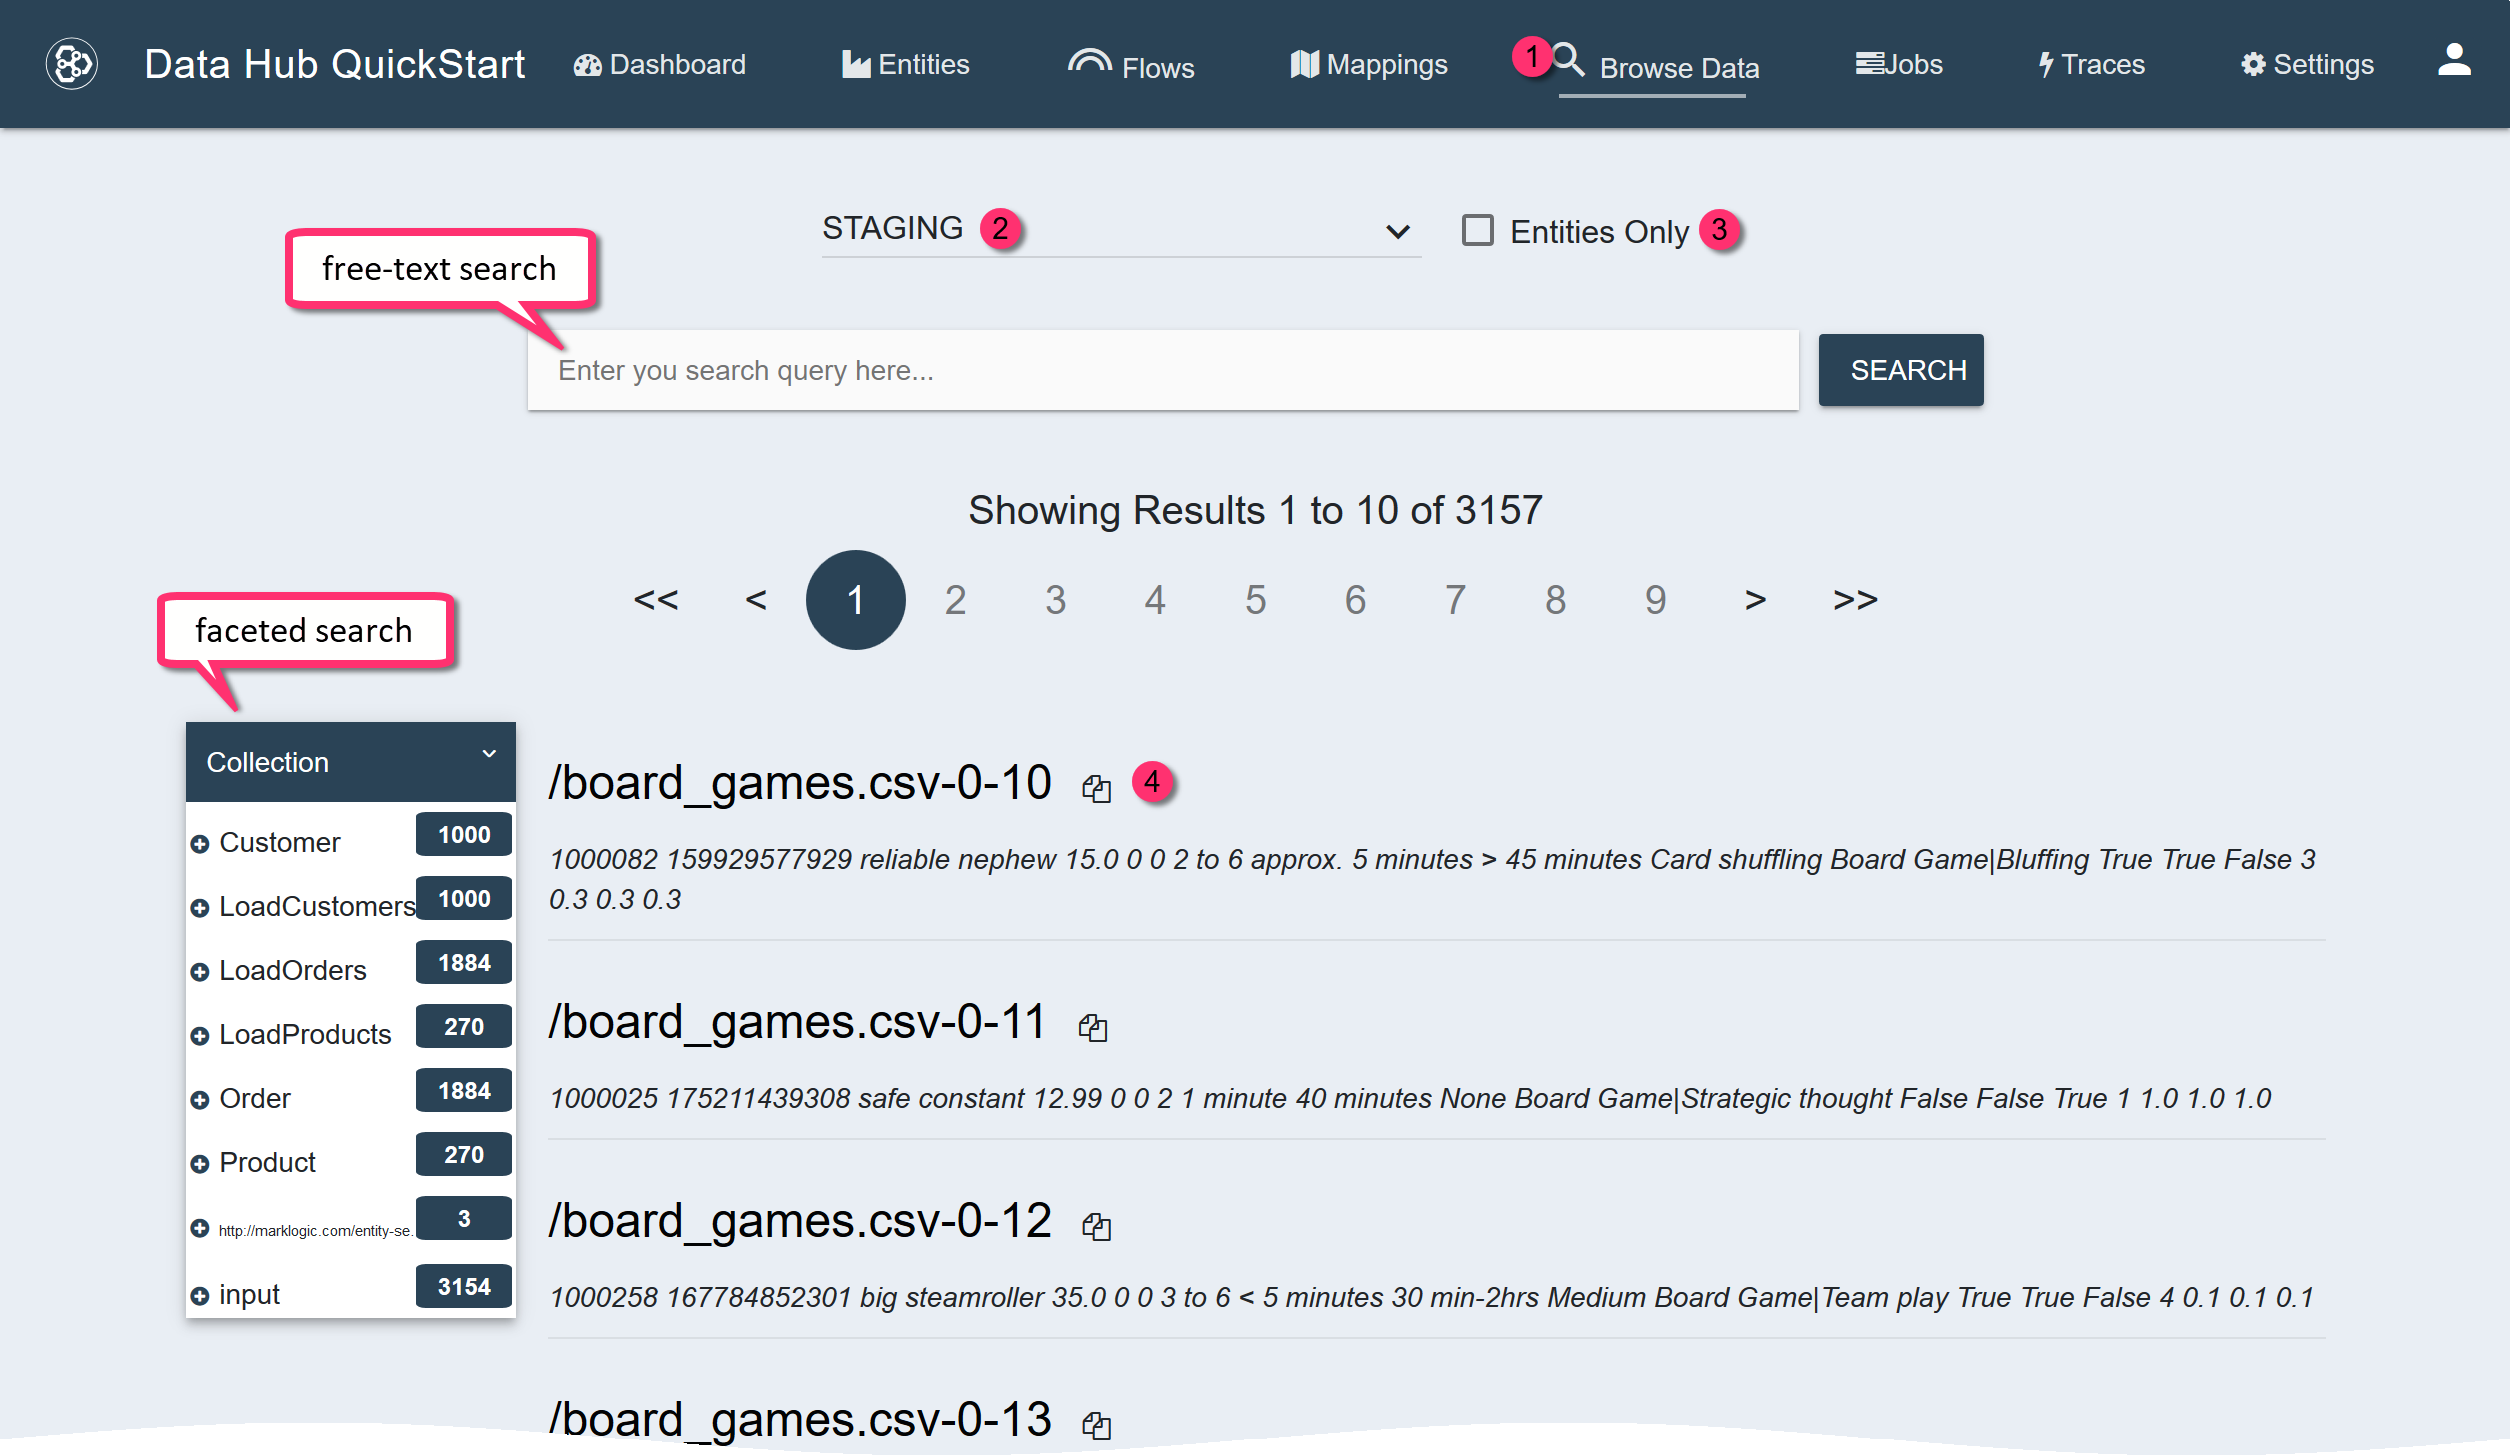 Data Hub QuickStart Dashboard Entities Flows Mappings 1 Browse Data Jobs Traces Settings
STAGING 2 Entities Only 3
free-text search
Enter you search query here... SEARCH
Showing Results 1 to 10 of 3157
<< < 1 2 3 4 5 6 7 8 9 > >>
faceted search
Collection
Customer 1000
LoadCustomers 1000
LoadOrders 1884
LoadProducts 270
Order 1884
Product 270
http://marklogic.com/entity-se. 3
input 3154
/board_games.csv-0-10 4
1000082 159929577929 reliable nephew 15.0 0 0 2 to 6 approx. 5 minutes > 45 minutes Card shuffling Board Game|Bluffing True True False 3
0.3 0.3 0.3
/board_games.csv-0-11
1000025 175211439308 safe constant 12.99 0 0 2 1 minute 40 minutes None Board Game|Strategic thought False False True 1 1.0 1.0 1.0
/board_games.csv-0-12
1000258 167784852301 big steamroller 35.0 0 0 3 to 6 < 5 minutes 30 min-2hrs Medium Board Game|Team play True True False 4 0.1 0.1 0.1
/board_games.csv-0-13